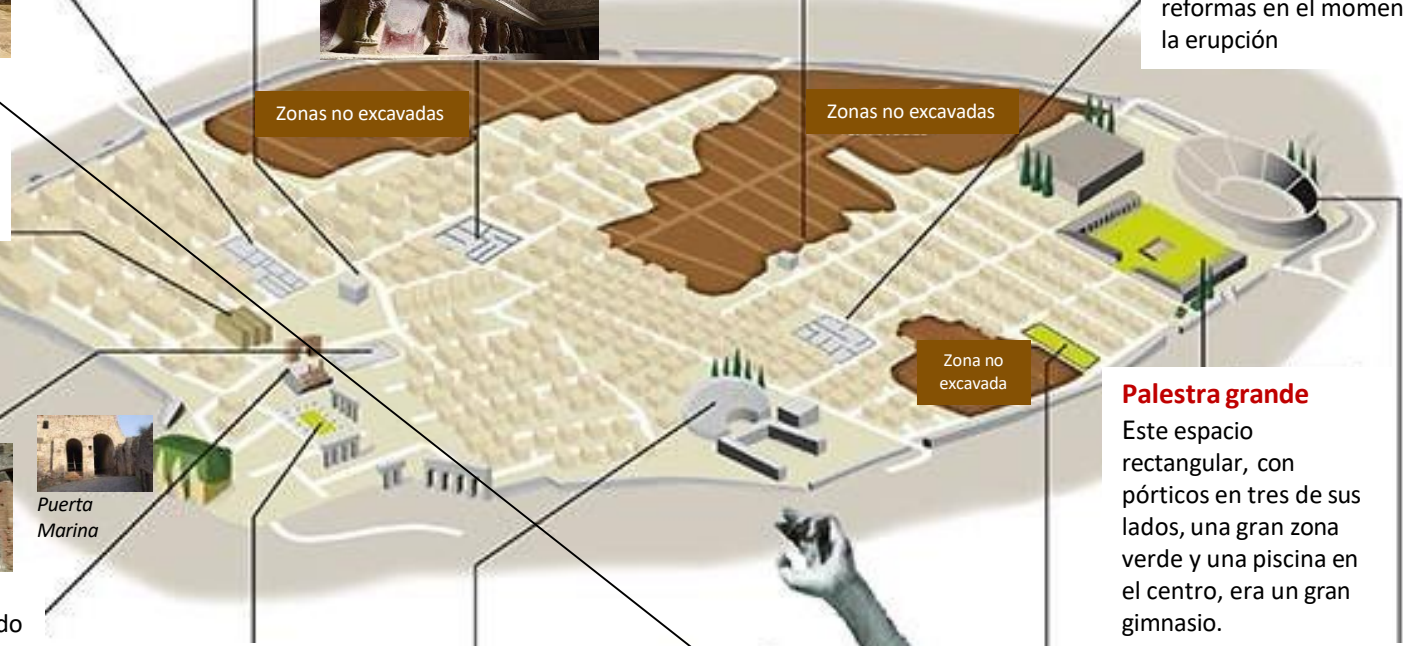 reformas en el momen
la erupción
Zonas no excavadas
Zonas no excavadas
Zona no
excavada
Puerta
Marina
do
Palestra grande
Este espacio
rectangular, con
pórticos en tres de sus
lados, una gran zona
verde y una piscina en
el centro, era un gran
gimnasio.